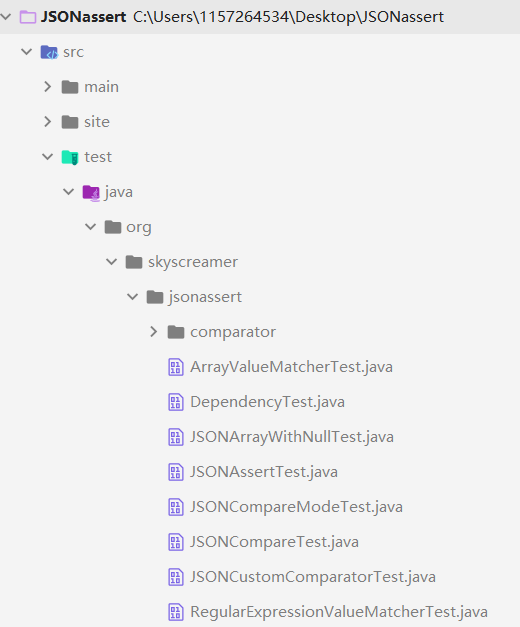 JSONassert C:\Users\1157264534\Desktop\JSONassert
src
main
site
test
java
org
skyscreamer
jsonassert
comparator
ArrayValueMatcherTest.java
DependencyTest.java
JSONArrayWithNullTest.java
JSONAssertTest.java
JSONCompareModeTest.java
JSONCompareTest.java
JSONCustomComparatorTest.java
RegularExpressionValueMatcherTest.java